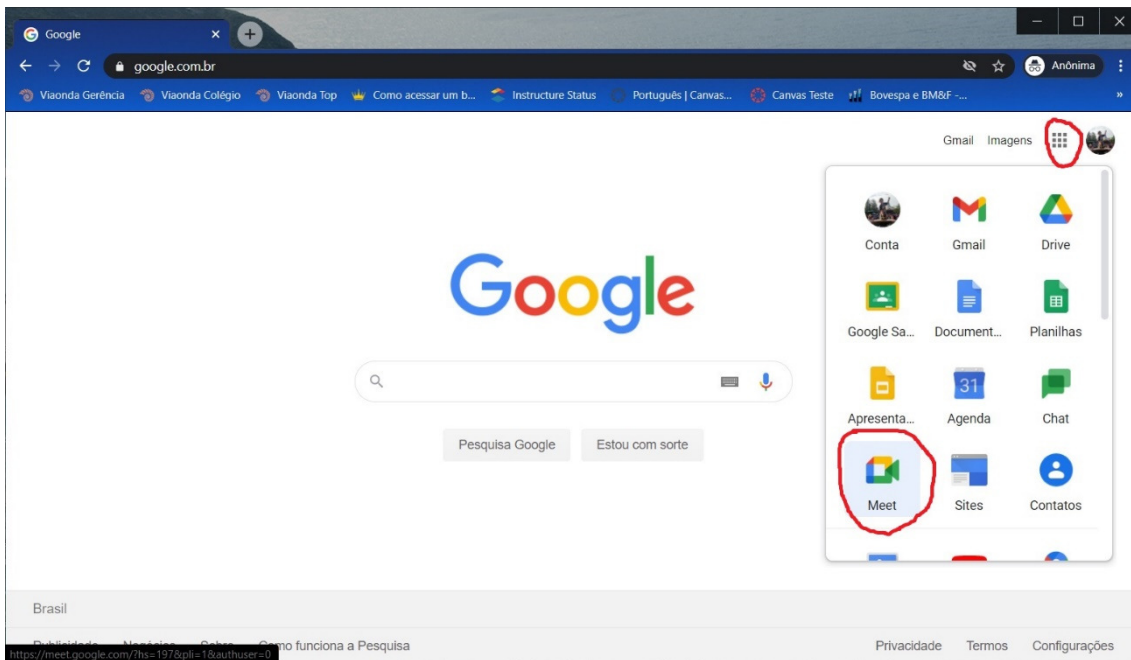 Google
google.com.br
Anônima
Viaonda Gerência Viaonda Colégio Viaonda Top Como acessar um b... Instructure Status Português | Canvas... Canvas Teste Bovespa e BM&F -... »
Gmail Imagens
Conta Gmail Drive
Google
Google Sa... Document... Planilhas
31
Apresenta... Agenda Chat
Pesquisa Google Estou com sorte
Meet Sites Contatos
Brasil
Publicidade Negócios Sobre Como funciona a Pesquisa Privacidade Termos Configurações
https://meet.google.com/?hs=197&pli=1&authuser=0